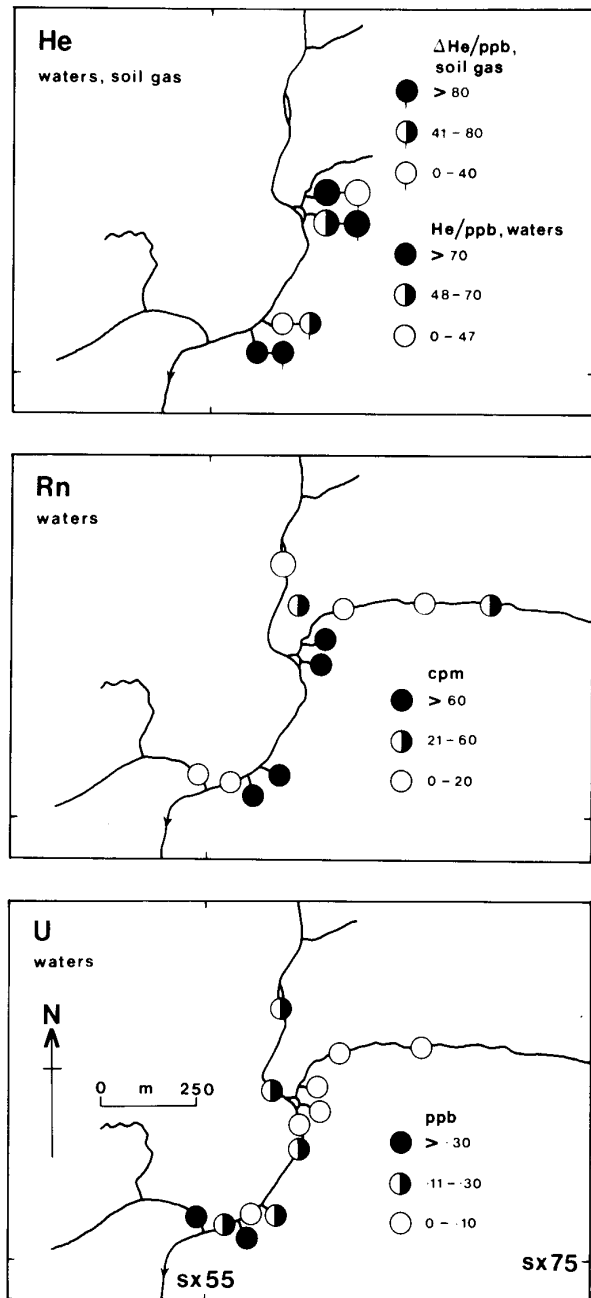 He
waters, soil gas
ΔHe/ppb,
soil gas
> 80
41 - 80
0 - 40
He/ppb, waters
> 70
48 - 70
0 - 47
Rn
waters
cpm
> 60
21 - 60
0 - 20
U
waters
N
0 m 250
ppb
> ·30
·11 - ·30
0 - ·10
sx55
sx75